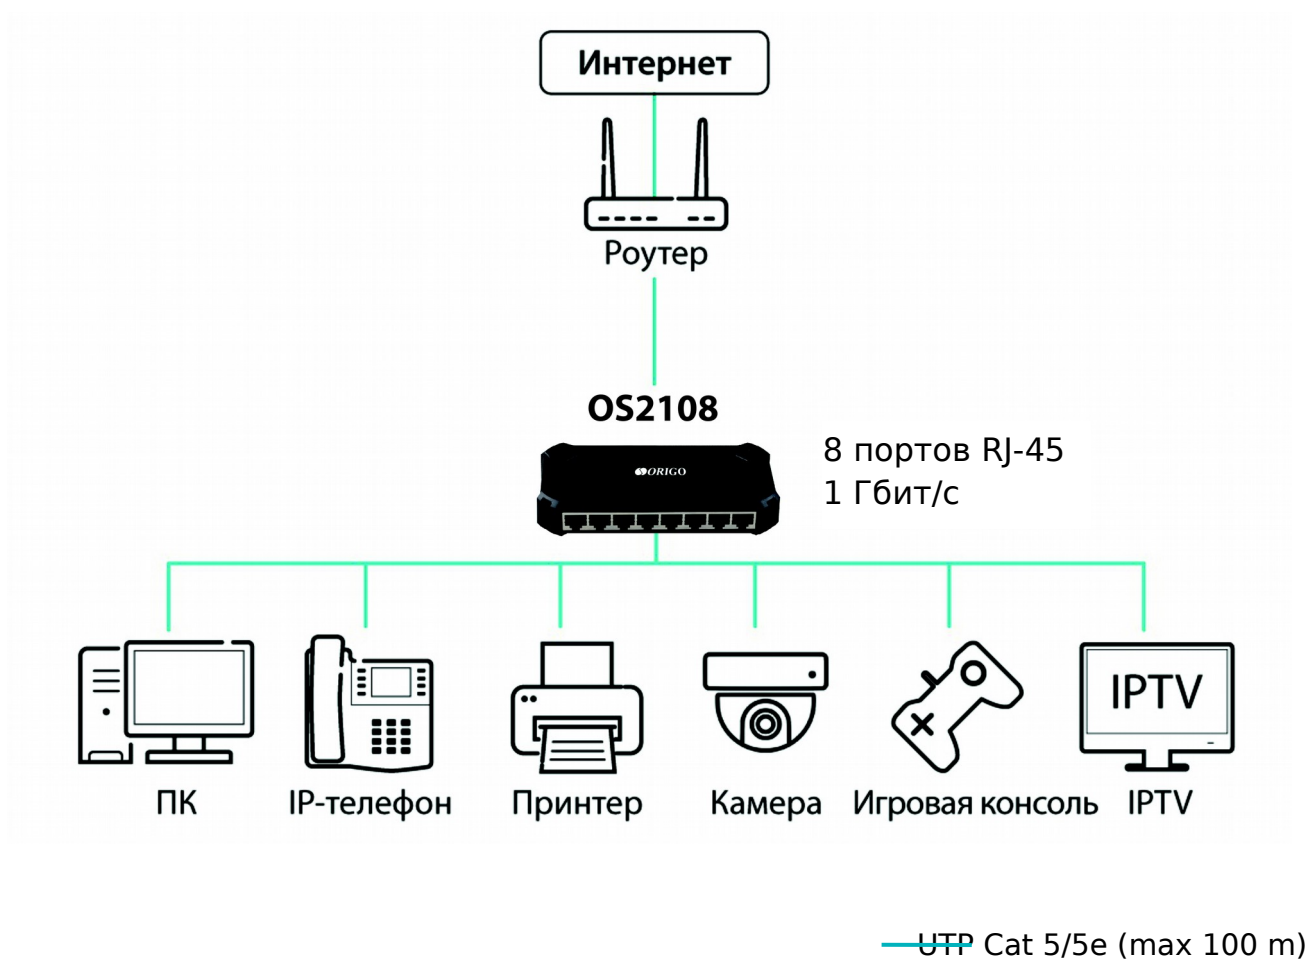 Интернет
Роутер
OS2108
8 портов RJ-45
1 Гбит/с
ORIGO
IPTV
ПК
IP-телефон
Принтер
Камера
Игровая консоль
IPTV
UTP Cat 5/5e (max 100 m)